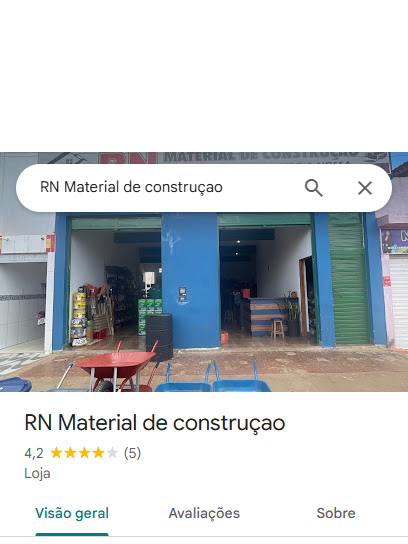 RN MATERIAL DE CONSTRUÇÃO
RN Material de construçao
RN Material de construçao
4,2 (5)
Loja
Visão geral
Avaliações
Sobre